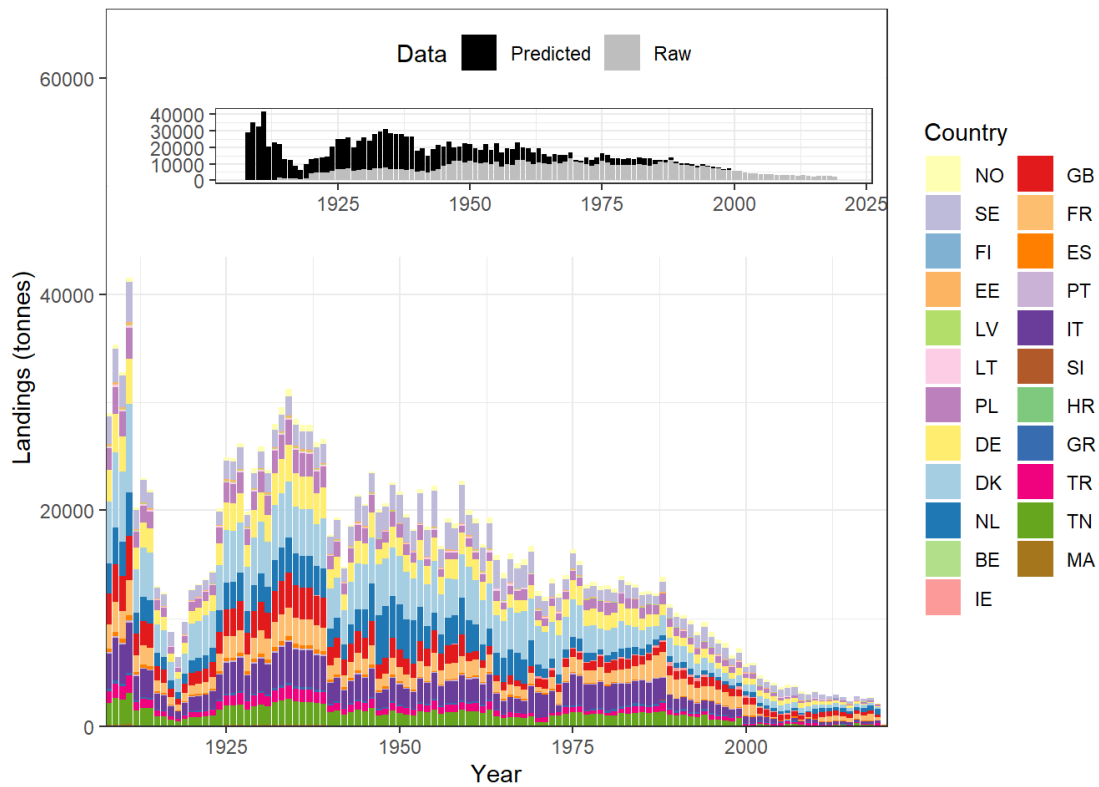 Data Predicted Raw
60000
40000
30000
20000
10000
0
1925 1950 1975 2000 2025
Landings (tonnes)
40000
20000
0
1925 1950 1975 2000
Year
Country
NO GB
SE FR
FI ES
EE PT
LV IT
LT SI
PL HR
DE GR
DK TR
NL TN
BE MA
IE